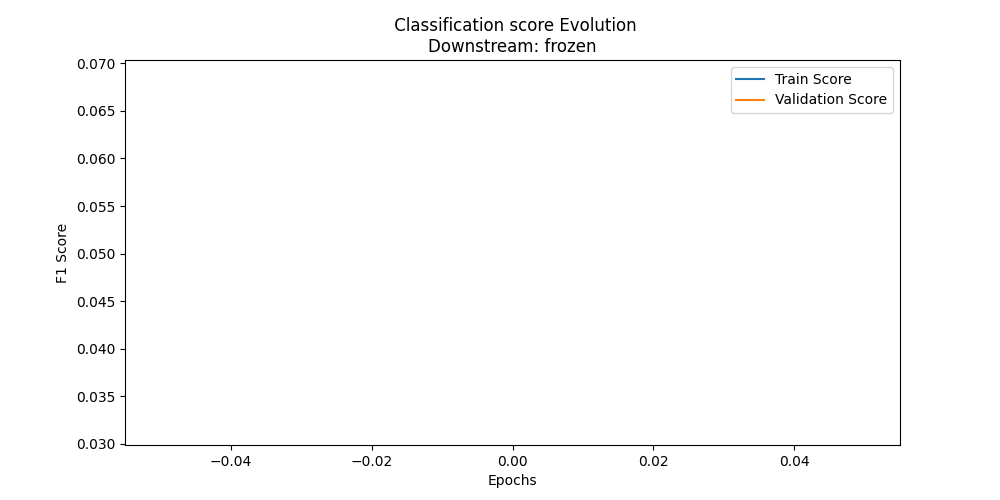 Classification score Evolution
Downstream: frozen
Train Score
Validation Score
0.070
0.065
0.060
0.055
0.050
0.045
0.040
0.035
0.030
F1 Score
−0.04
−0.02
0.00
0.02
0.04
Epochs